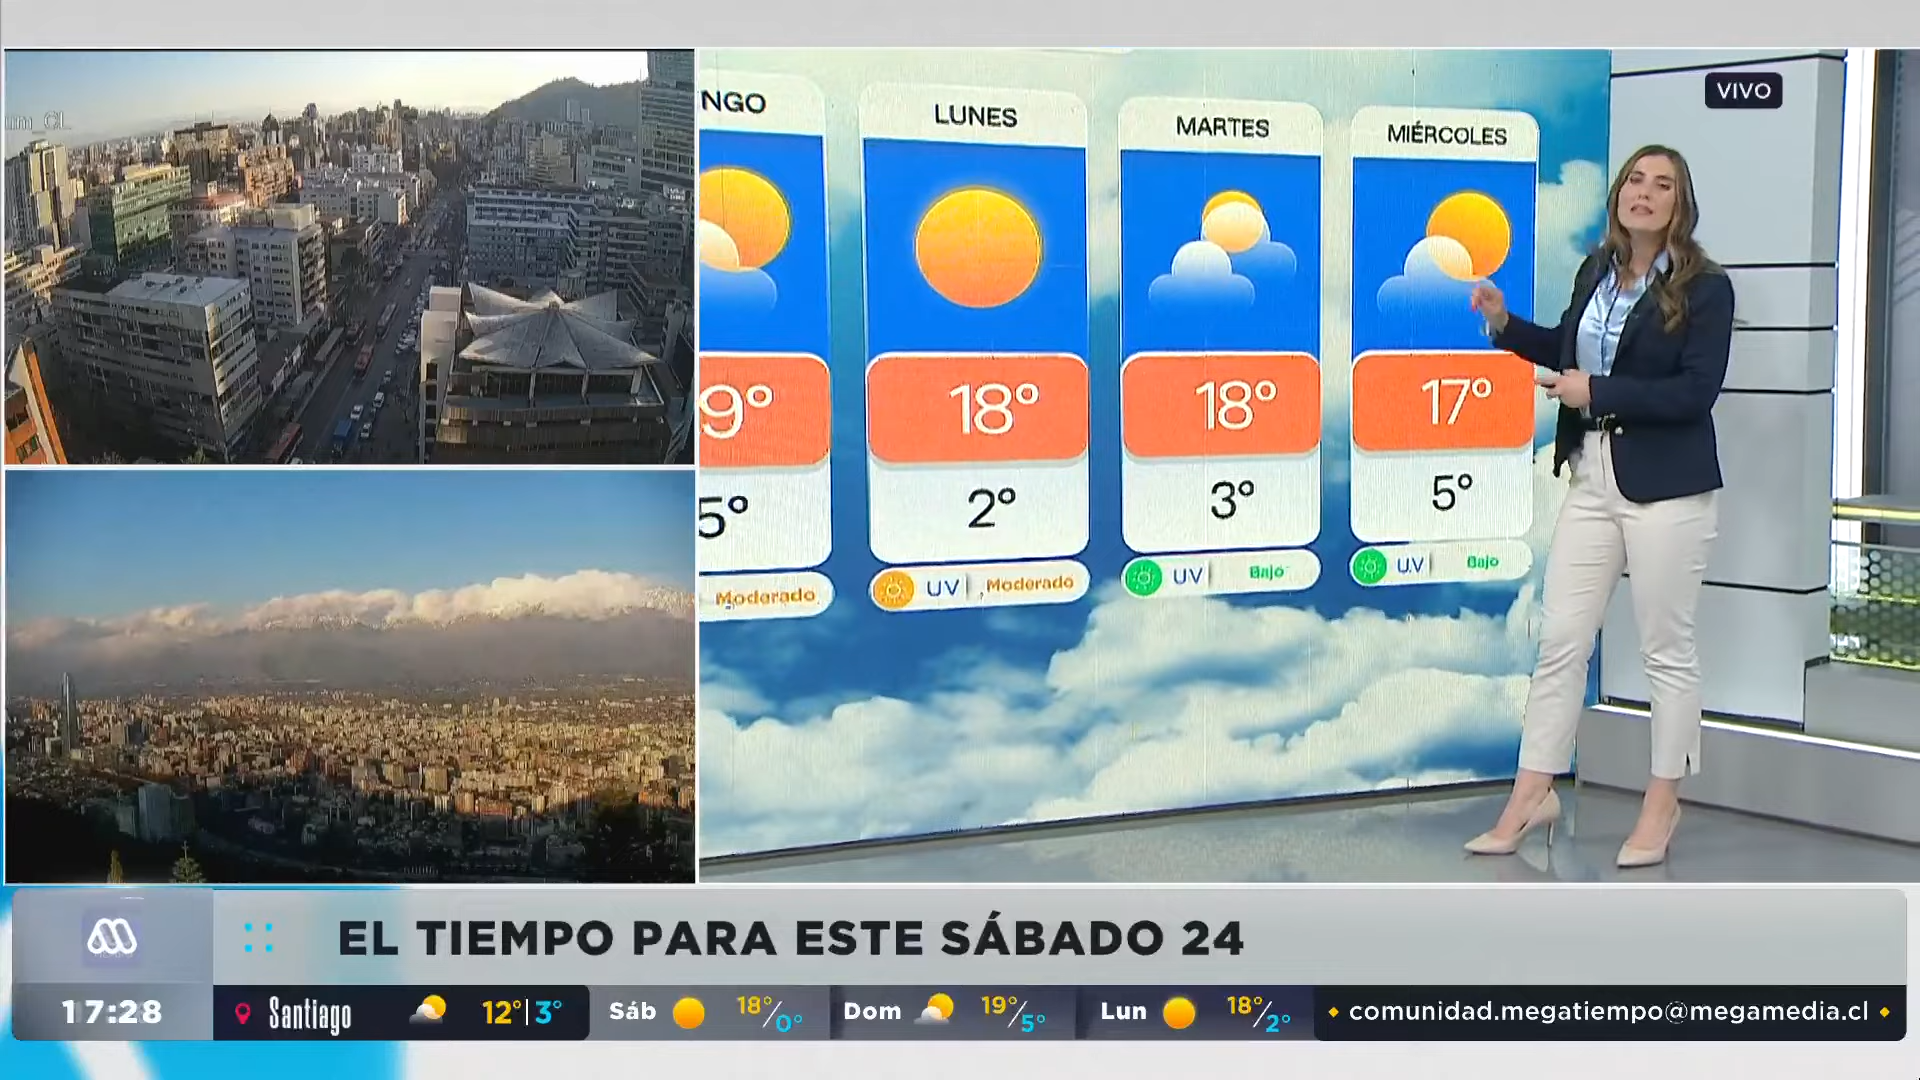 um_CL
NGO
LUNES
MARTES
MIÉRCOLES
VIVO
9°
18°
18°
17°
5°
2°
3°
5°
Moderado
UV Moderado
UV Bajo
UV Bajo
EL TIEMPO PARA ESTE SÁBADO 24
17:28
Santiago 12°|3°
Sáb 18°/0°
Dom 19°/5°
Lun 18°/2°
comunidad.megatiempo@megamedia.cl